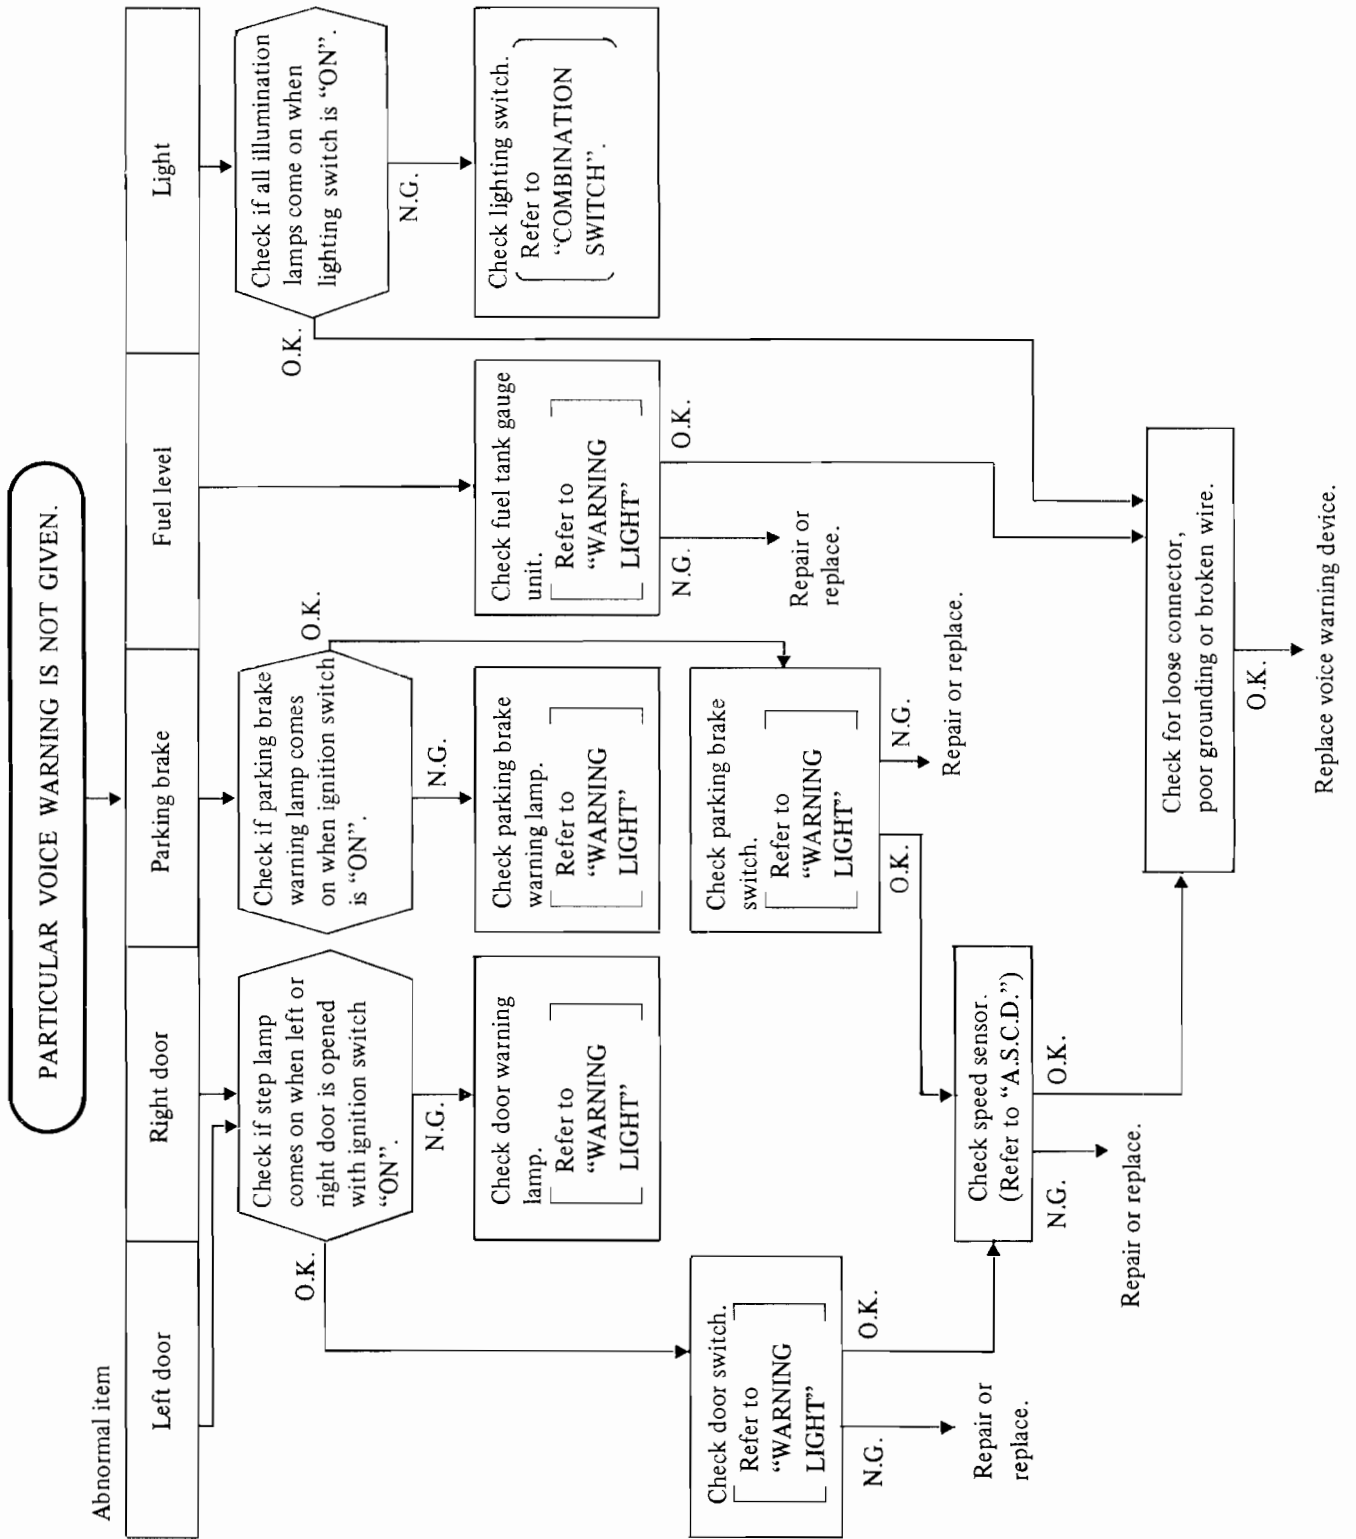 PARTICULAR VOICE WARNING IS NOT GIVEN.
Abnormal item
Left door
Right door
Parking brake
Fuel level
Light
Check if step lamp
comes on when left or
right door is opened
with ignition switch
“ON”.
O.K.
N.G.
Check if parking brake
warning lamp comes
on when ignition switch
is “ON”.
O.K.
N.G.
Check if all illumination
lamps come on when
lighting switch is “ON”.
O.K.
N.G.
Check door warning
lamp.
Refer to
“WARNING
LIGHT”
Check parking brake
warning lamp.
Refer to
“WARNING
LIGHT”
Check fuel tank gauge
unit.
Refer to
“WARNING
LIGHT”
N.G.
O.K.
Repair or
replace.
Check lighting switch.
Refer to
“COMBINATION
SWITCH”.
Check door switch.
Refer to
“WARNING
LIGHT”
N.G.
O.K.
Repair or
replace.
Check parking brake
switch.
Refer to
“WARNING
LIGHT”
O.K.
N.G.
Repair or replace.
Check speed sensor.
(Refer to “A.S.C.D.”)
N.G.
O.K.
Repair or replace.
Check for loose connector,
poor grounding or broken wire.
O.K.
Replace voice warning device.